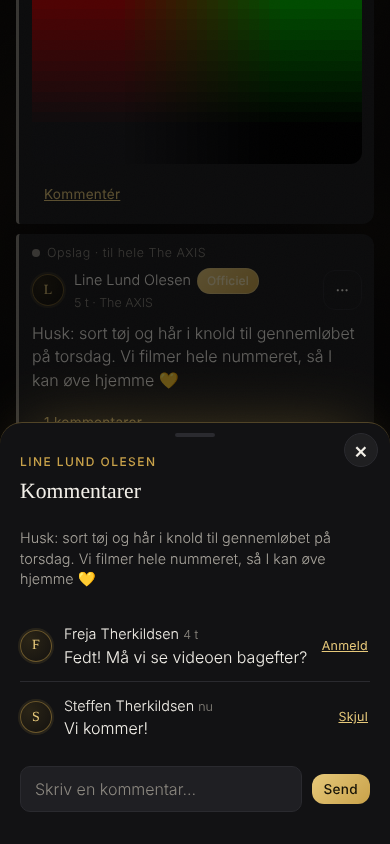 Kommentér
Opslag · til hele The AXIS
L
Line Lund Olesen Officiel
5 t · The AXIS
...
Husk: sort tøj og hår i knold til gennemløbet
på torsdag. Vi filmer hele nummeret, så I
kan øve hjemme 💛
1 kommentarer
LINE LUND OLESEN
×
Kommentarer
Husk: sort tøj og hår i knold til gennemløbet på
torsdag. Vi filmer hele nummeret, så I kan øve
hjemme 💛
F
Freja Therkildsen 4 t
Fedt! Må vi se videoen bagefter?
Anmeld
S
Steffen Therkildsen nu
Vi kommer!
Skjul
Skriv en kommentar...
Send